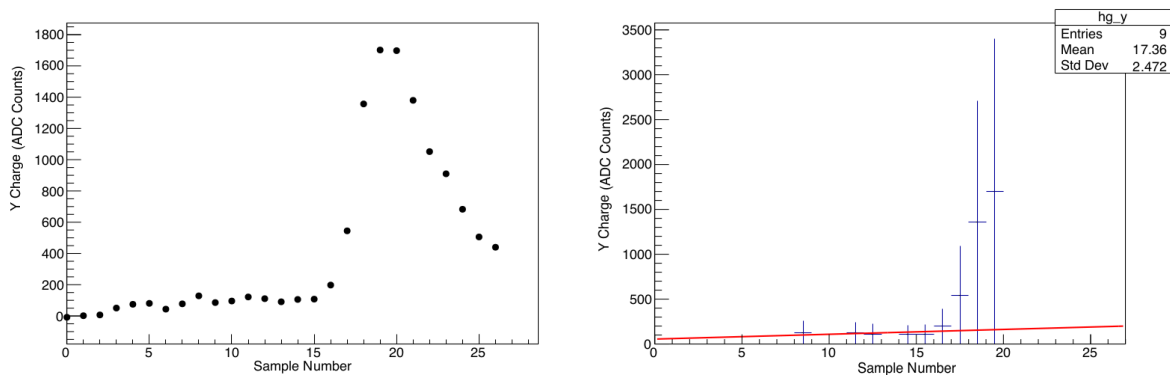 1800
1600
1400
1200
1000
800
600
400
200
0
Y Charge (ADC Counts)
0 5 10 15 20 25
Sample Number
hg_y
Entries 9
Mean 17.36
Std Dev 2.472
3500
3000
2500
2000
1500
1000
500
0
Y Charge (ADC Counts)
0 5 10 15 20 25
Sample Number